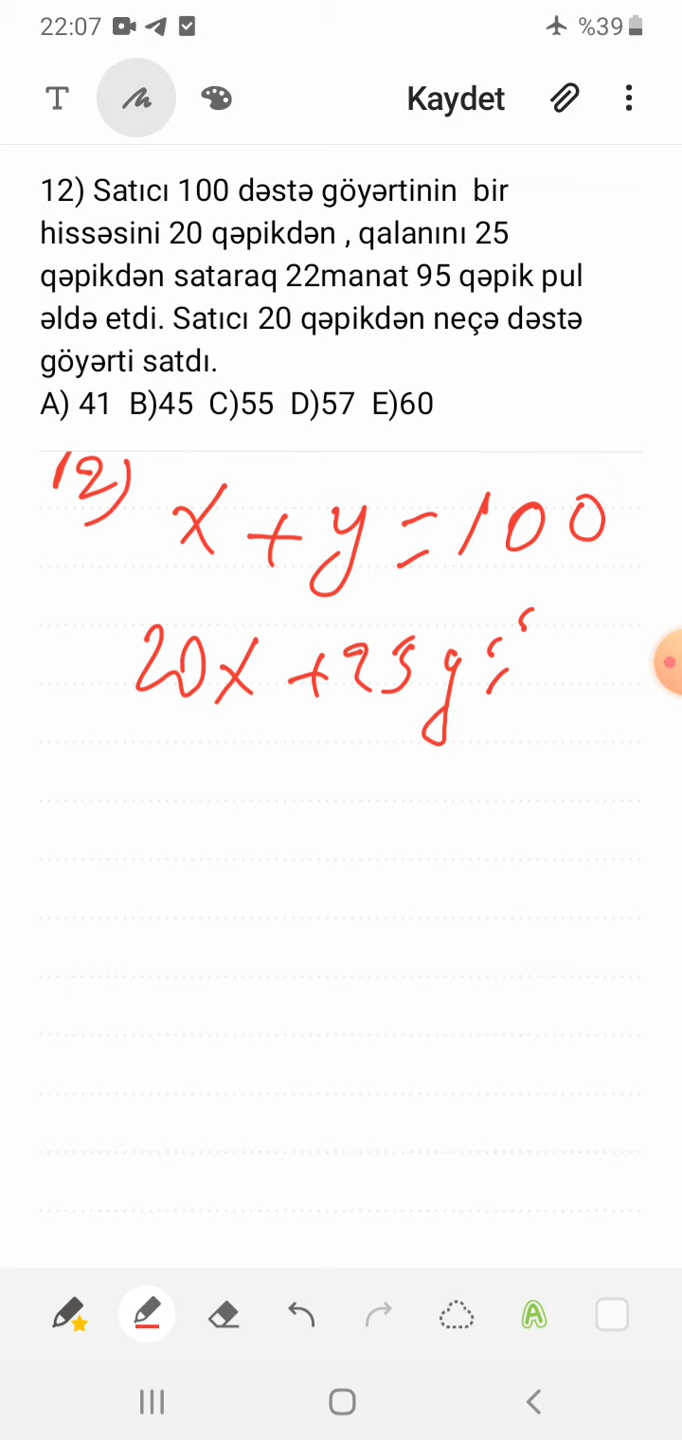 22:07 %39
T Kaydet
12) Satıcı 100 dəstə göyərtinin bir
hissəsini 20 qəpikdən , qalanını 25
qəpikdən sataraq 22manat 95 qəpik pul
əldə etdi. Satıcı 20 qəpikdən neçə dəstə
göyərti satdı.
A) 41 B)45 C)55 D)57 E)60
12) x + y = 100
20x + 25y =
A